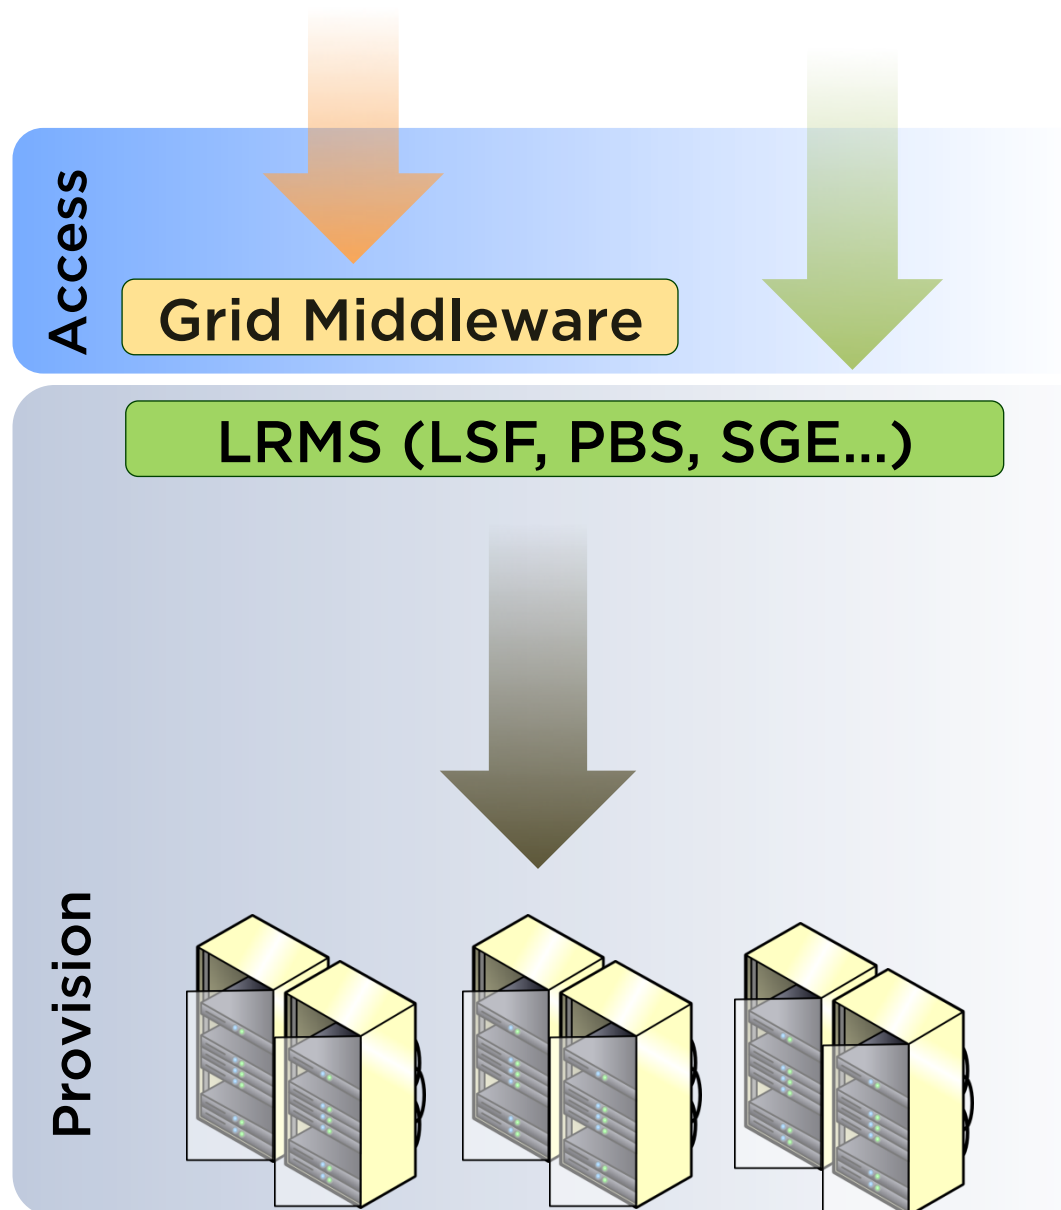 Access
Grid Middleware
LRMS (LSF, PBS, SGE...)
Provision